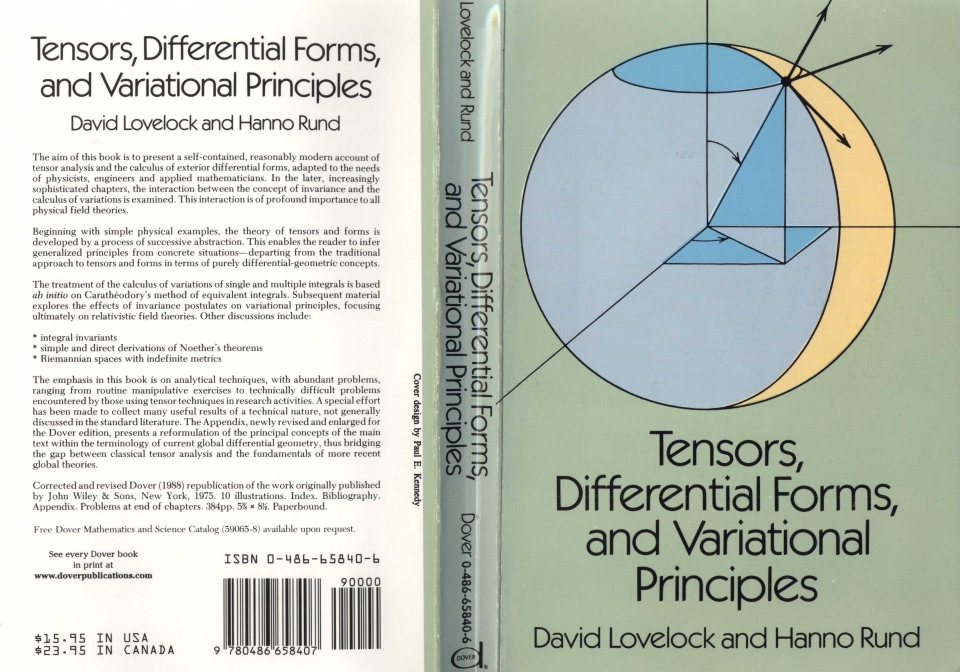 Tensors, Differential Forms,
and Variational Principles
David Lovelock and Hanno Rund
The aim of this book is to present a self-contained, reasonably modern account of
tensor analysis and the calculus of exterior differential forms, adapted to the needs
of physicists, engineers and applied mathematicians. In the later, increasingly
sophisticated chapters, the interaction between the concept of invariance and the
calculus of variations is examined. This interaction is of profound importance to all
physical field theories.
Beginning with simple physical examples, the theory of tensors and forms is
developed by a process of successive abstraction. This enables the reader to infer
generalized principles from concrete situations—departing from the traditional
approach to tensors and forms in terms of purely differential-geometric concepts.
The treatment of the calculus of variations of single and multiple integrals is based
ab initio on Carathéodory's method of equivalent integrals. Subsequent material
explores the effects of invariance postulates on variational principles, focusing
ultimately on relativistic field theories. Other discussions include:
* integral invariants
* simple and direct derivations of Noether's theorems
* Riemannian spaces with indefinite metrics
The emphasis in this book is on analytical techniques, with abundant problems,
ranging from routine manipulative exercises to technically difficult problems
encountered by those using tensor techniques in research activities. A special effort
has been made to collect many useful results of a technical nature, not generally
discussed in the standard literature. The Appendix, newly revised and enlarged for
the Dover edition, presents a reformulation of the principal concepts of the main
text within the terminology of current global differential geometry, thus bridging
the gap between classical tensor analysis and the fundamentals of more recent
global theories.
Corrected and revised Dover (1988) republication of the work originally published
by John Wiley & Sons, New York, 1975. 10 illustrations. Index. Bibliography.
Appendix. Problems at end of chapters. 384pp. 5⅜ × 8½. Paperbound.
Free Dover Mathematics and Science Catalog (59065-8) available upon request.
See every Dover book
in print at
www.doverpublications.com
ISBN 0-486-65840-6
90000
$15.95 IN USA
$23.95 IN CANADA
9 780486 658407
Cover design by Paul E. Kennedy
Lovelock and Rund
Tensors, Differential Forms,
and Variational Principles
Dover 0-486-65840-6
DOVER
Tensors,
Differential Forms,
and Variational
Principles
David Lovelock and Hanno Rund